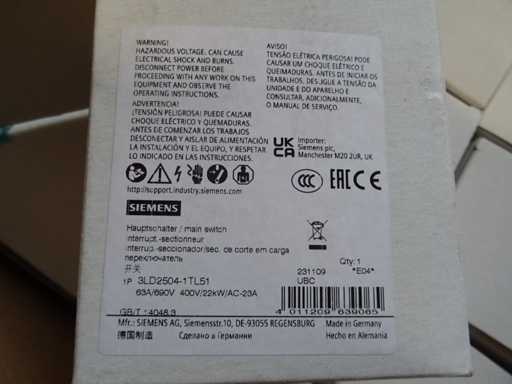 WARNING!
HAZARDOUS VOLTAGE. CAN CAUSE
ELECTRICAL SHOCK AND BURNS.
DISCONNECT POWER BEFORE
PROCEEDING WITH ANY WORK ON THIS
EQUIPMENT AND OBSERVE THE
OPERATING INSTRUCTIONS.
ADVERTENCIA!
¡TENSIÓN PELIGROSA! PUEDE CAUSAR
CHOQUE ELÉCTRICO Y QUEMADURAS.
ANTES DE COMENZAR LOS TRABAJOS
DESCONECTAR Y AISLAR DE ALIMENTACIÓN
LA INSTALACIÓN Y EL EQUIPO, Y RESPETAR
LO INDICADO EN LAS INSTRUCCIONES.
AVISO!
TENSÃO ELÉTRICA PERIGOSA! PODE
CAUSAR UM CHOQUE ELÉTRICO E
QUEIMADURAS. ANTES DE INICIAR OS
TRABALHOS, DESLIGUE A TENSÃO DA
UNIDADE E DO APARELHO E
CONSULTAR, ADICIONALMENTE,
O MANUAL DE SERVIÇO.
UK
CA
Importer:
Siemens plc,
Manchester M20 2UR, UK
CCC EAC CE
http://support.industry.siemens.com
SIEMENS
Hauptschalter / main switch
Interrupt.-sectionneur
Interrup.-seccionador/sec. de corte em carga
переключатель
开关
1P 3LD2504-1TL51
63A/690V 400V/22kW/AC-23A
231109
UBC
Qty: 1
*E04*
GB/T 14048.3
4 011209 639065
Mfr.: SIEMENS AG, Siemensstr.10, DE-93055 REGENSBURG
Made in Germany
德国制造
Сделано в Германии
Hecho en Alemania